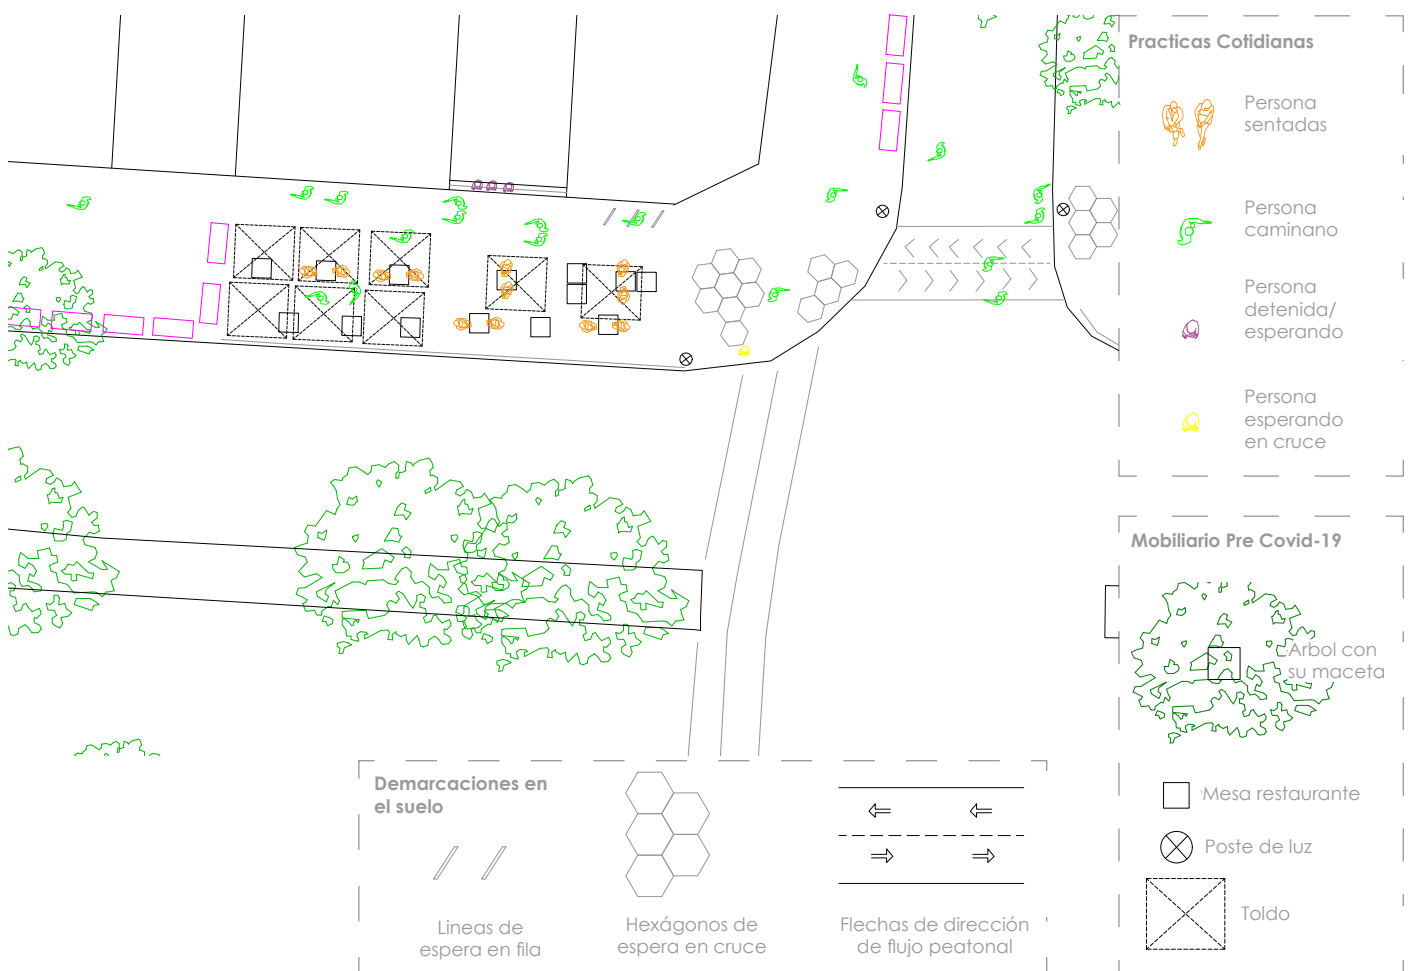 Practicas Cotidianas
Persona
sentadas
Persona
caminano
Persona
detenida/
esperando
Persona
esperando
en cruce
Mobiliario Pre Covid-19
Arbol con
su maceta
Mesa restaurante
Poste de luz
Toldo
Demarcaciones en
el suelo
Lineas de
espera en fila
Hexágonos de
espera en cruce
Flechas de dirección
de flujo peatonal